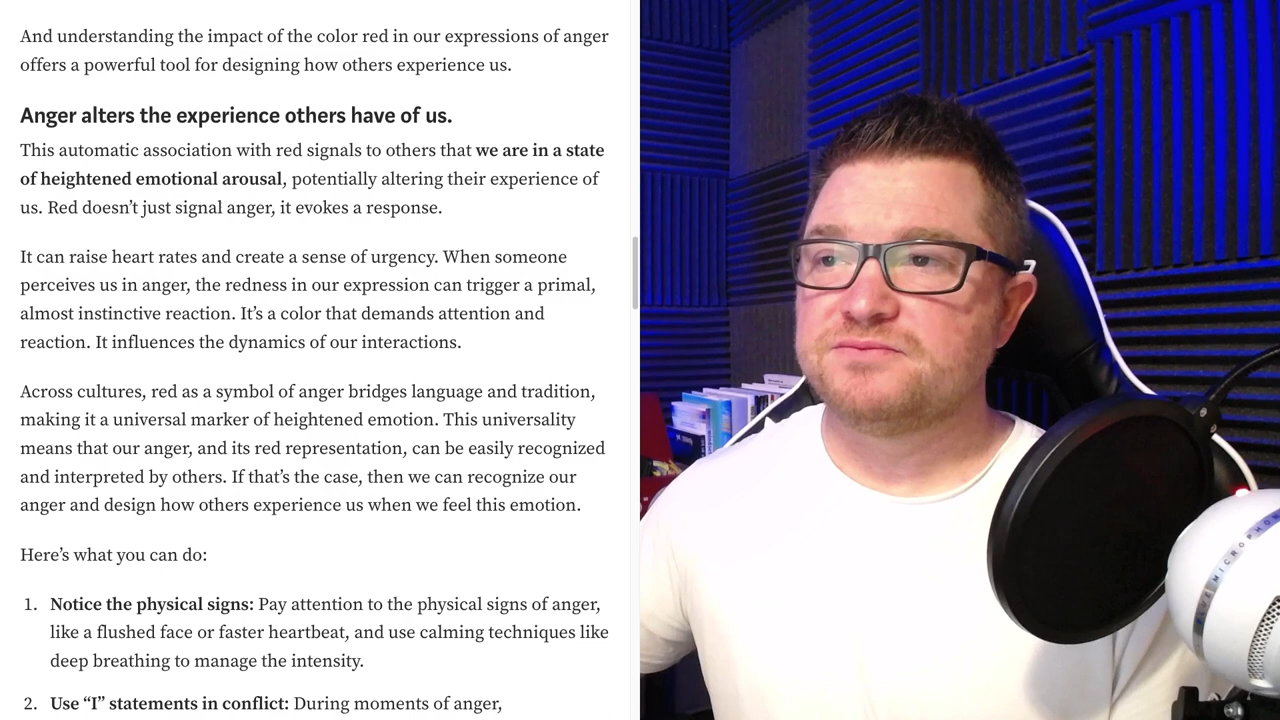 And understanding the impact of the color red in our expressions of anger
offers a powerful tool for designing how others experience us.
Anger alters the experience others have of us.
This automatic association with red signals to others that we are in a state
of heightened emotional arousal, potentially altering their experience of
us. Red doesn’t just signal anger, it evokes a response.
It can raise heart rates and create a sense of urgency. When someone
perceives us in anger, the redness in our expression can trigger a primal,
almost instinctive reaction. It’s a color that demands attention and
reaction. It influences the dynamics of our interactions.
Across cultures, red as a symbol of anger bridges language and tradition,
making it a universal marker of heightened emotion. This universality
means that our anger, and its red representation, can be easily recognized
and interpreted by others. If that’s the case, then we can recognize our
anger and design how others experience us when we feel this emotion.
Here’s what you can do:
1. Notice the physical signs: Pay attention to the physical signs of anger,
like a flushed face or faster heartbeat, and use calming techniques like
deep breathing to manage the intensity.
2. Use “I” statements in conflict: During moments of anger,
BLUE MICROPHON